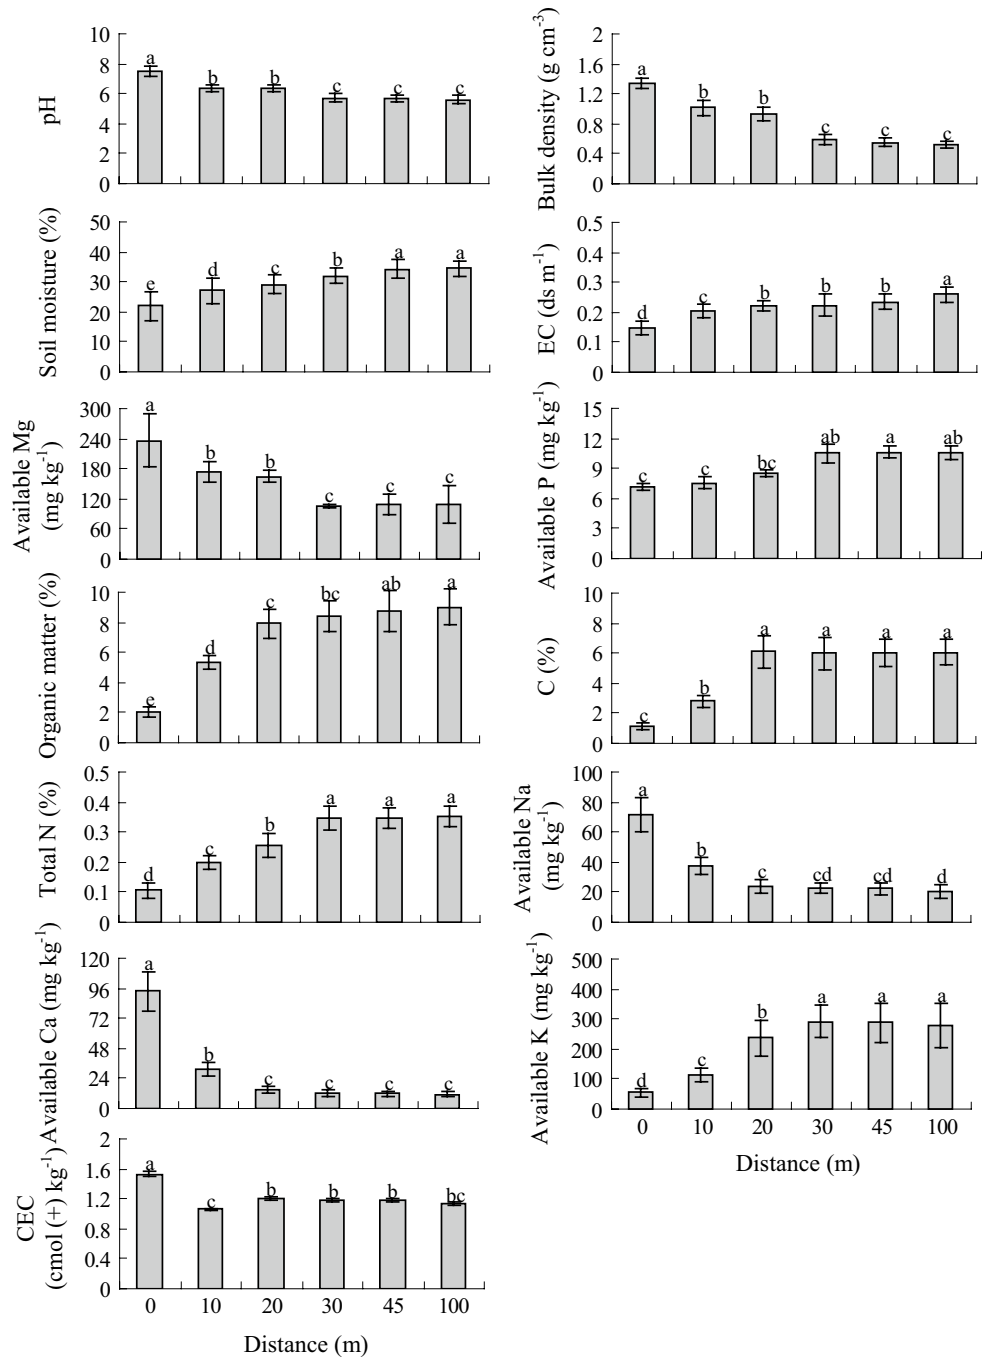 10
8
6
4
2
0
pH
a
b
b
c
c
c
2
1.6
1.2
0.8
0.4
0
Bulk density (g cm-3)
a
b
b
c
c
c
50
40
30
20
10
0
Soil moisture (%)
e
d
c
b
a
a
0.5
0.4
0.3
0.2
0.1
0
EC (ds m-1)
d
c
b
b
b
a
300
240
180
120
60
0
Available Mg
(mg kg-1)
a
b
b
c
c
c
15
12
9
6
3
0
Available P (mg kg-1)
c
c
bc
ab
a
ab
10
8
6
4
2
0
Organic matter (%)
e
d
c
bc
ab
a
10
8
6
4
2
0
C (%)
c
b
a
a
a
a
0.5
0.4
0.3
0.2
0.1
0
Total N (%)
d
c
b
a
a
a
100
80
60
40
20
0
Available Na
(mg kg-1)
a
b
c
cd
cd
d
120
96
72
48
24
0
Available Ca (mg kg-1)
a
b
c
c
c
c
500
400
300
200
100
0
Available K (mg kg-1)
d
c
b
a
a
a
0 10 20 30 45 100
Distance (m)
2
1.6
1.2
0.8
0.4
0
CEC
(cmol (+) kg-1)
a
c
b
b
b
bc
0 10 20 30 45 100
Distance (m)